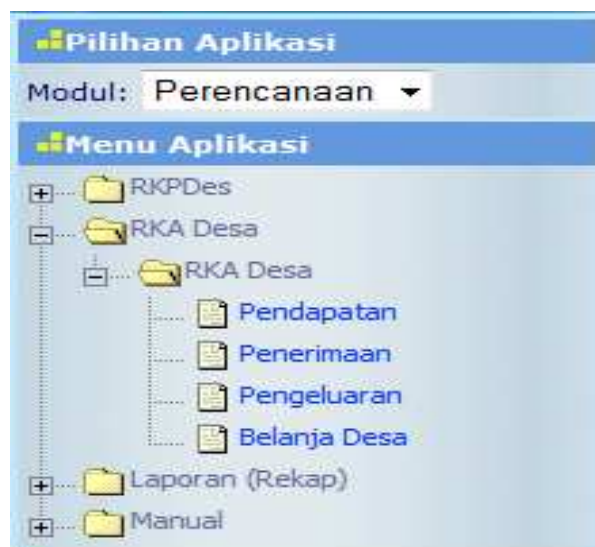 Pilihan Aplikasi
Modul: Perencanaan
Menu Aplikasi
RKPDes
RKA Desa
RKA Desa
Pendapatan
Penerimaan
Pengeluaran
Belanja Desa
Laporan (Rekap)
Manual